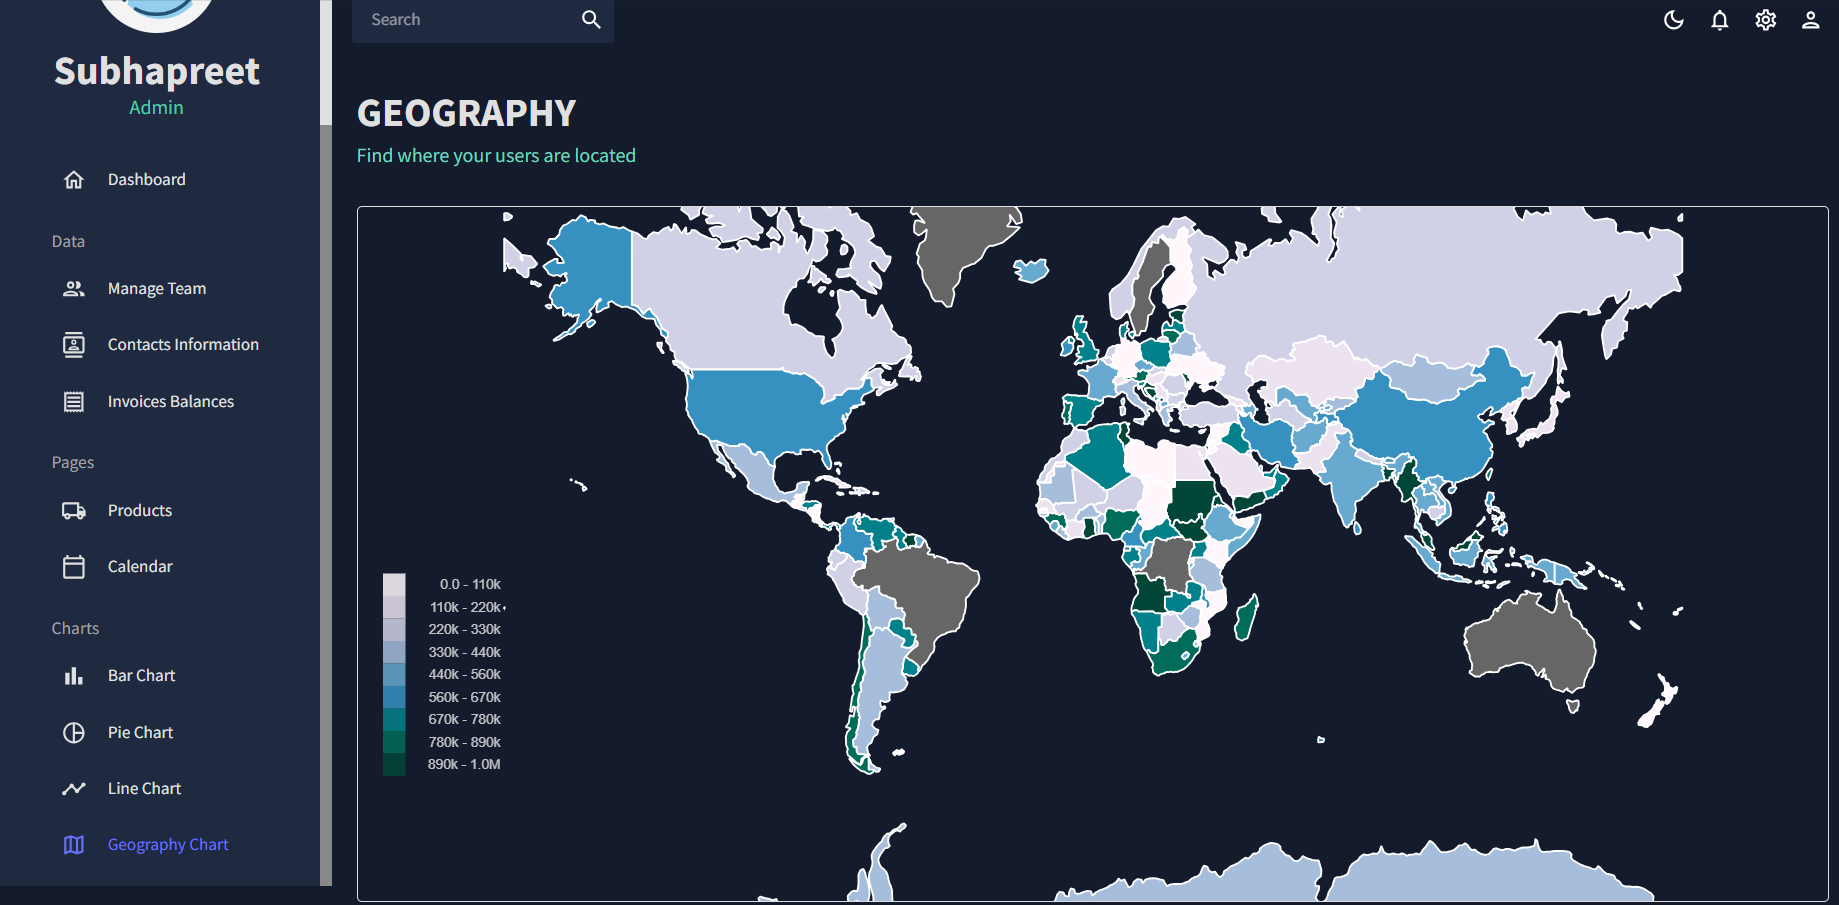 Subhapreet
Admin
Dashboard
Data
Manage Team
Contacts Information
Invoices Balances
Pages
Products
Calendar
Charts
Bar Chart
Pie Chart
Line Chart
Geography Chart
Search
GEOGRAPHY
Find where your users are located
0.0 - 110k
110k - 220k
220k - 330k
330k - 440k
440k - 560k
560k - 670k
670k - 780k
780k - 890k
890k - 1.0M